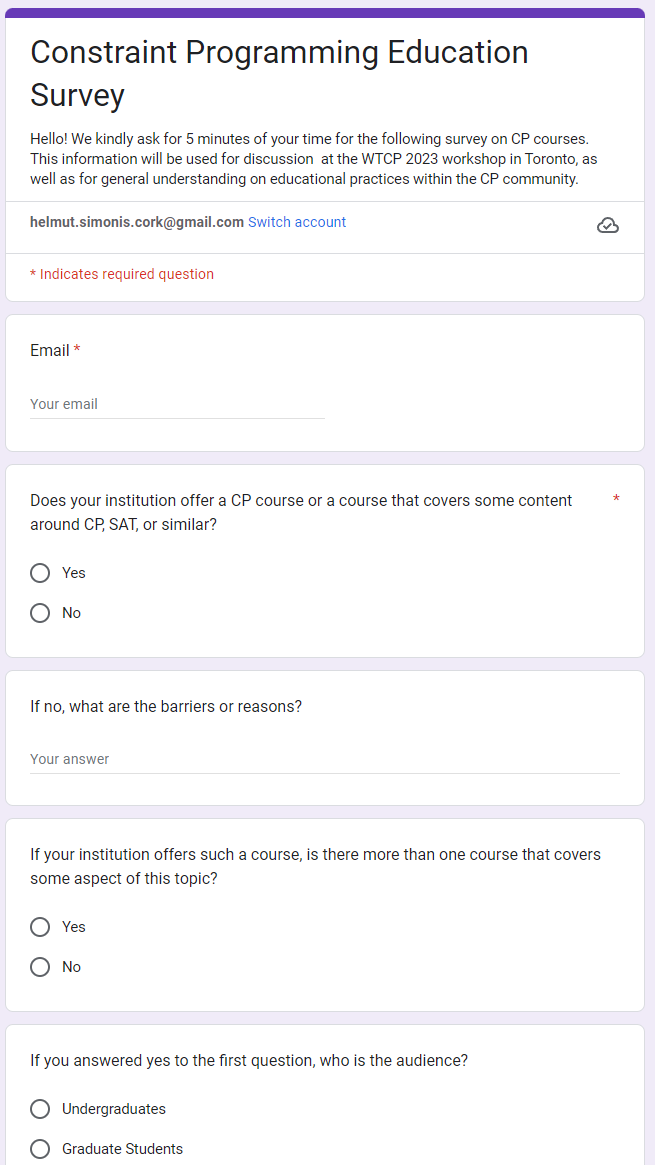 Constraint Programming Education
Survey
Hello! We kindly ask for 5 minutes of your time for the following survey on CP courses.
This information will be used for discussion  at the WTCP 2023 workshop in Toronto, as
well as for general understanding on educational practices within the CP community.
helmut.simonis.cork@gmail.com Switch account
* Indicates required question
Email *
Your email
Does your institution offer a CP course or a course that covers some content *
around CP, SAT, or similar?
Yes
No
If no, what are the barriers or reasons?
Your answer
If your institution offers such a course, is there more than one course that covers
some aspect of this topic?
Yes
No
If you answered yes to the first question, who is the audience?
Undergraduates
Graduate Students